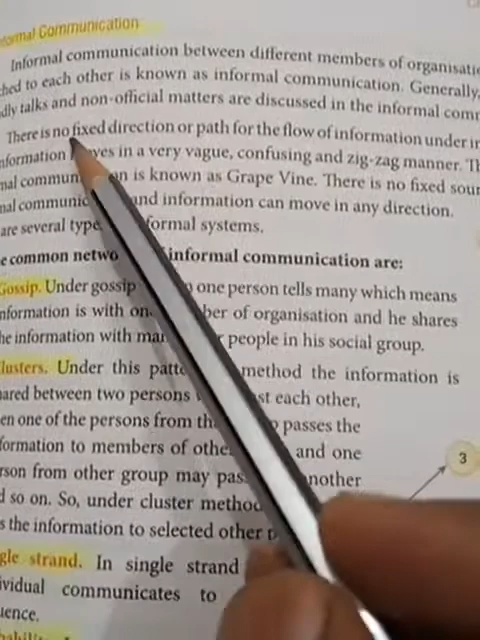 formal Communication
Informal communication between different members of organisati
ched to each other is known as informal communication. Generally,
dly talks and non-official matters are discussed in the informal com
There is no fixed direction or path for the flow of information under in
nformation in a very vague, confusing and zig-zag manner. Th
mal commun is known as Grape Vine. There is no fixed sour
nal communic and information can move in any direction.
are several type formal systems.
e common netwo informal communication are:
Gossip. Under gossip one person tells many which means
nformation is with on ber of organisation and he shares
he information with ma people in his social group.
lusters. Under this patte method the information is
ared between two persons st each other,
en one of the persons from th passes the
formation to members of othe and one
rson from other group may pas nother
d so on. So, under cluster metho
s the information to selected other p
gle strand. In single strand
ividual communicates to
uence.
bability
3